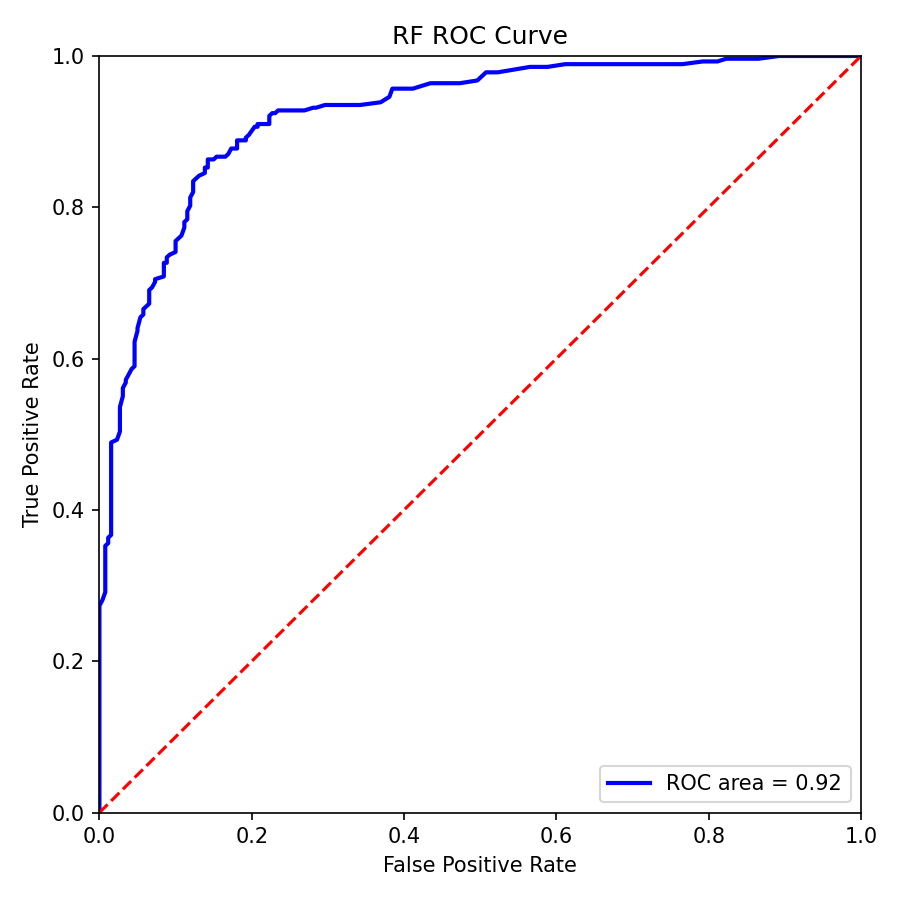 RF ROC Curve
1.0
0.8
0.6
0.4
0.2
0.0
True Positive Rate
ROC area = 0.92
0.0 0.2 0.4 0.6 0.8 1.0
False Positive Rate